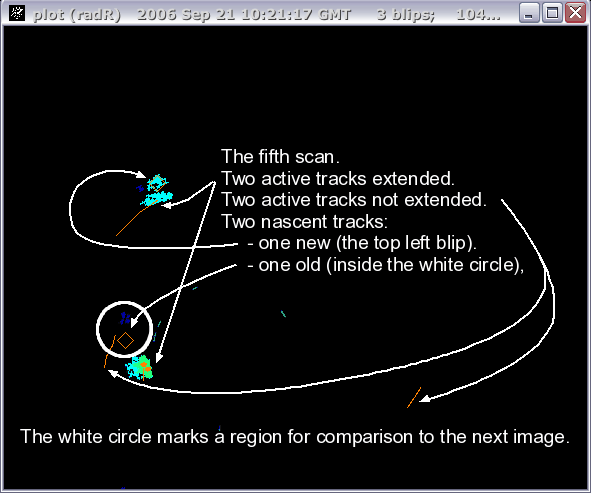 plot (radR) 2006 Sep 21 10:21:17 GMT 3 blips; 104...
The fifth scan.
Two active tracks extended.
Two active tracks not extended.
Two nascent tracks:
- one new (the top left blip).
- one old (inside the white circle),
The white circle marks a region for comparison to the next image.